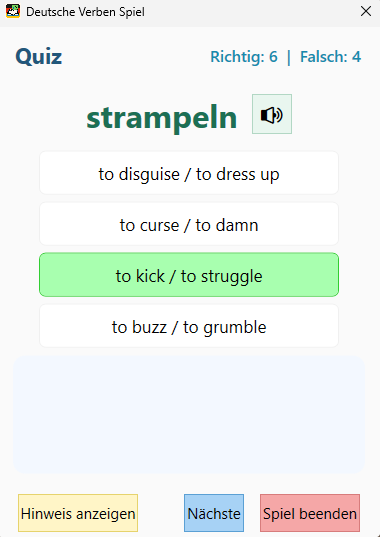 Deutsche Verben Spiel
Quiz
Richtig: 6 | Falsch: 4
strampeln
to disguise / to dress up
to curse / to damn
to kick / to struggle
to buzz / to grumble
Hinweis anzeigen
Nächste
Spiel beenden